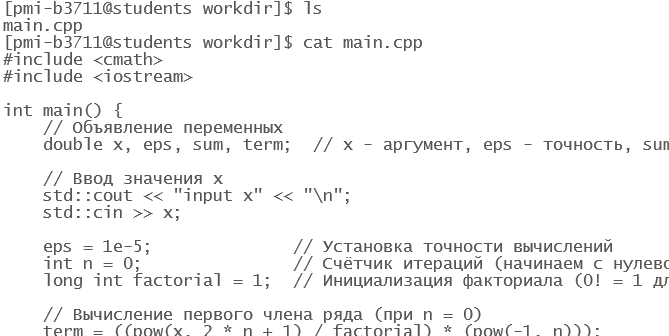 [pmi-b3711@students workdir]$ ls
main.cpp
[pmi-b3711@students workdir]$ cat main.cpp
#include <cmath>
#include <iostream>
int main() {
// Объявление переменных
double x, eps, sum, term;  // x - аргумент, eps - точность, sum
// Ввод значения x
std::cout << "input x" << "\n";
std::cin >> x;
eps = 1e-5;              // Установка точности вычислений
int n = 0;               // Счётчик итераций (начинаем с нулево
long int factorial = 1;  // Инициализация факториала (0! = 1 дл
// Вычисление первого члена ряда (при n = 0)
term = ((pow(x, 2 * n + 1) / factorial) * (pow(-1, n)));